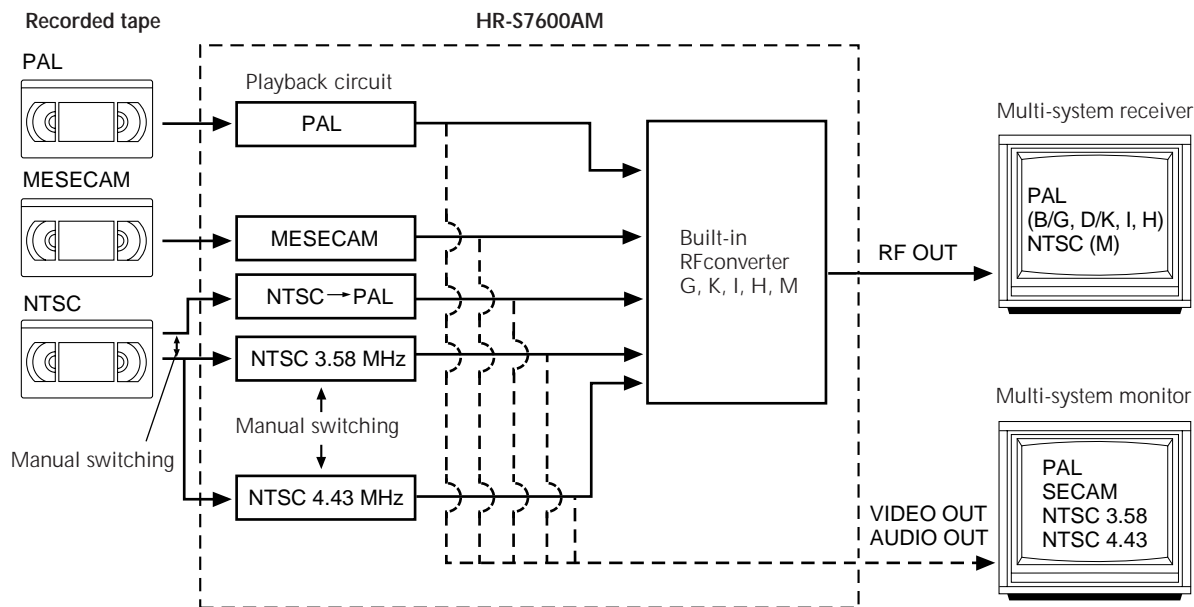 Recorded tape
HR-S7600AM
PAL
Playback circuit
PAL
MESECAM
MESECAM
NTSC
NTSC→PAL
NTSC 3.58 MHz
Manual switching
Manual switching
NTSC 4.43 MHz
Built-in
RFconverter
G, K, I, H, M
RF OUT
Multi-system receiver
PAL
(B/G, D/K, I, H)
NTSC (M)
VIDEO OUT
AUDIO OUT
Multi-system monitor
PAL
SECAM
NTSC 3.58
NTSC 4.43